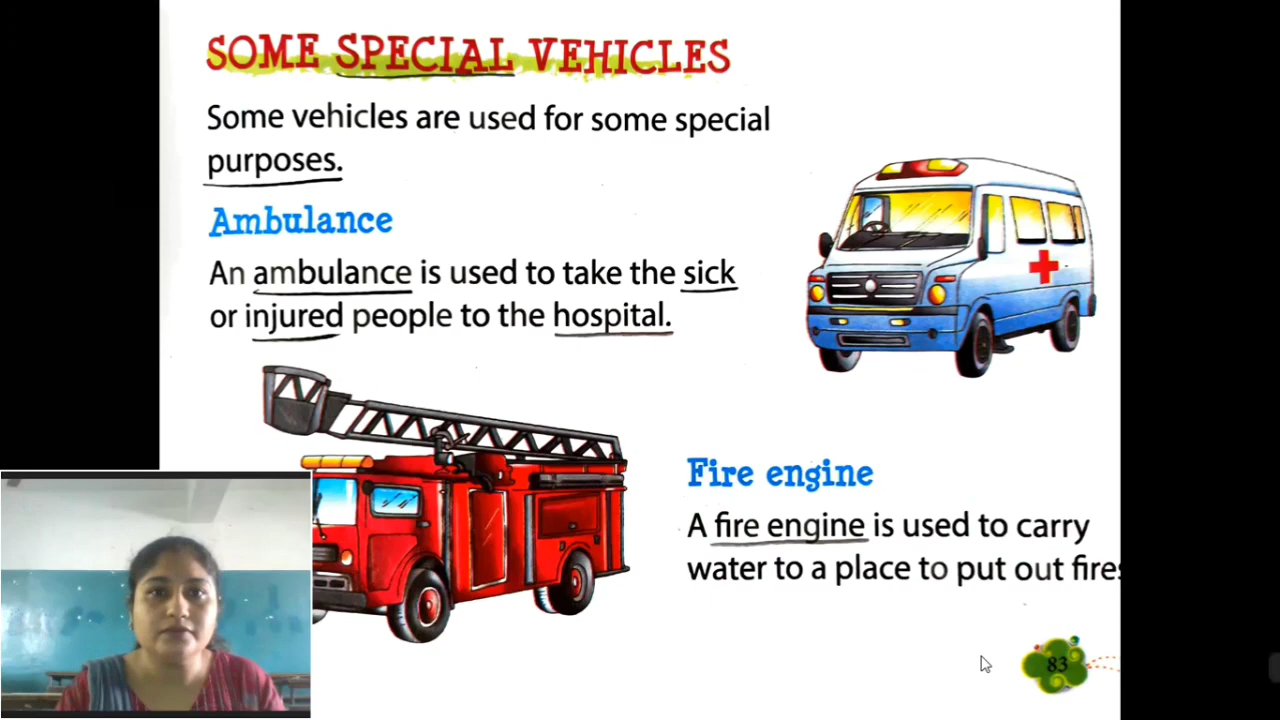 SOME SPECIAL VEHICLES
Some vehicles are used for some special
purposes.
Ambulance
An ambulance is used to take the sick
or injured people to the hospital.
Fire engine
A fire engine is used to carry
water to a place to put out fires
83